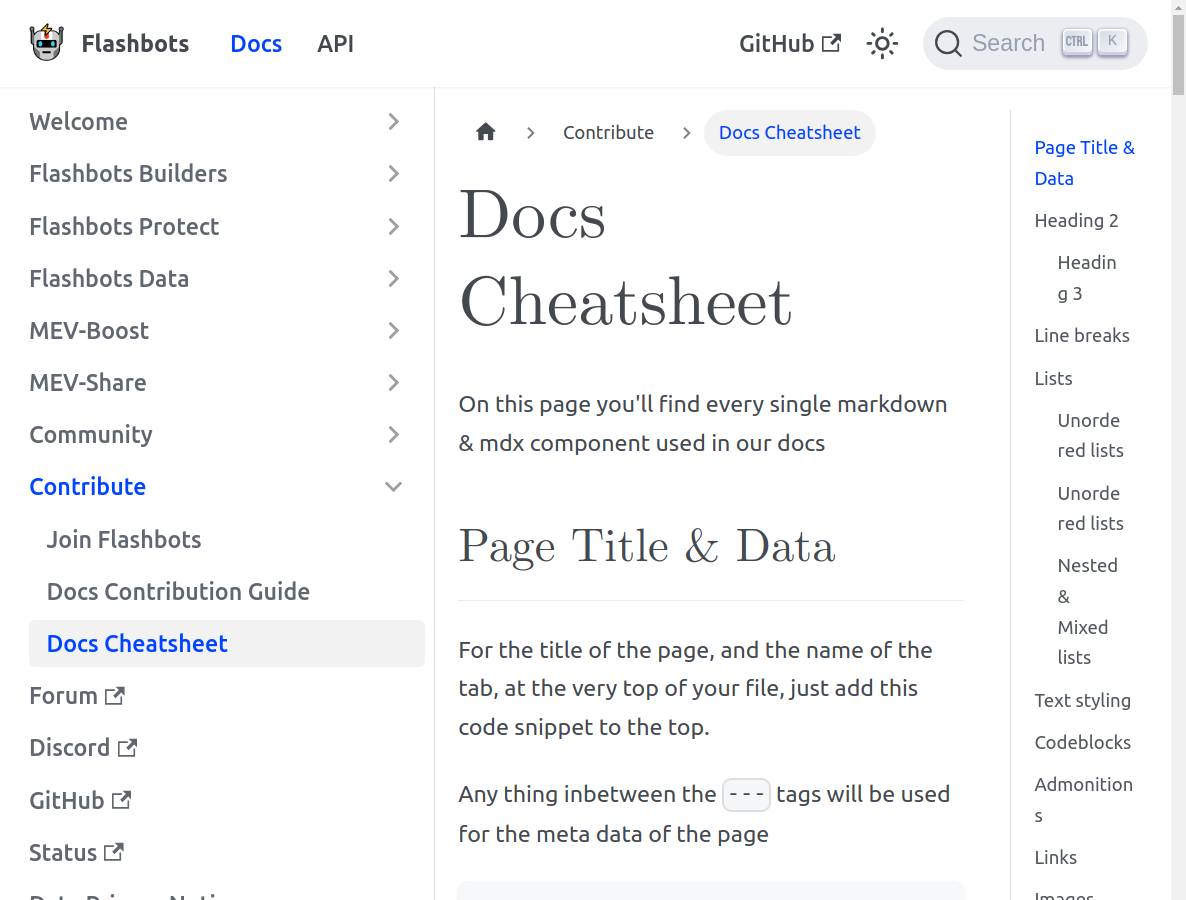 Flashbots
Docs
API
GitHub
Search
CTRL
K
Welcome
Flashbots Builders
Flashbots Protect
Flashbots Data
MEV-Boost
MEV-Share
Community
Contribute
Join Flashbots
Docs Contribution Guide
Docs Cheatsheet
Forum
Discord
GitHub
Status
Contribute
Docs Cheatsheet
Docs
Cheatsheet
On this page you'll find every single markdown
& mdx component used in our docs
Page Title & Data
For the title of the page, and the name of the
tab, at the very top of your file, just add this
code snippet to the top.
Any thing inbetween the --- tags will be used
for the meta data of the page
Page Title &
Data
Heading 2
Headin
g 3
Line breaks
Lists
Unorde
red lists
Unorde
red lists
Nested
&
Mixed
lists
Text styling
Codeblocks
Admonition
s
Links
Images